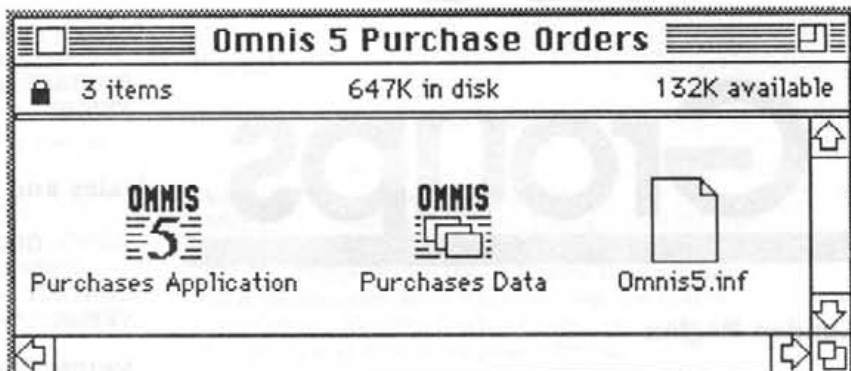 Omnis 5 Purchase Orders
3 items 647K in disk 132K available
OMNIS OMNIS
5
Purchases Application Purchases Data Omnis5.inf